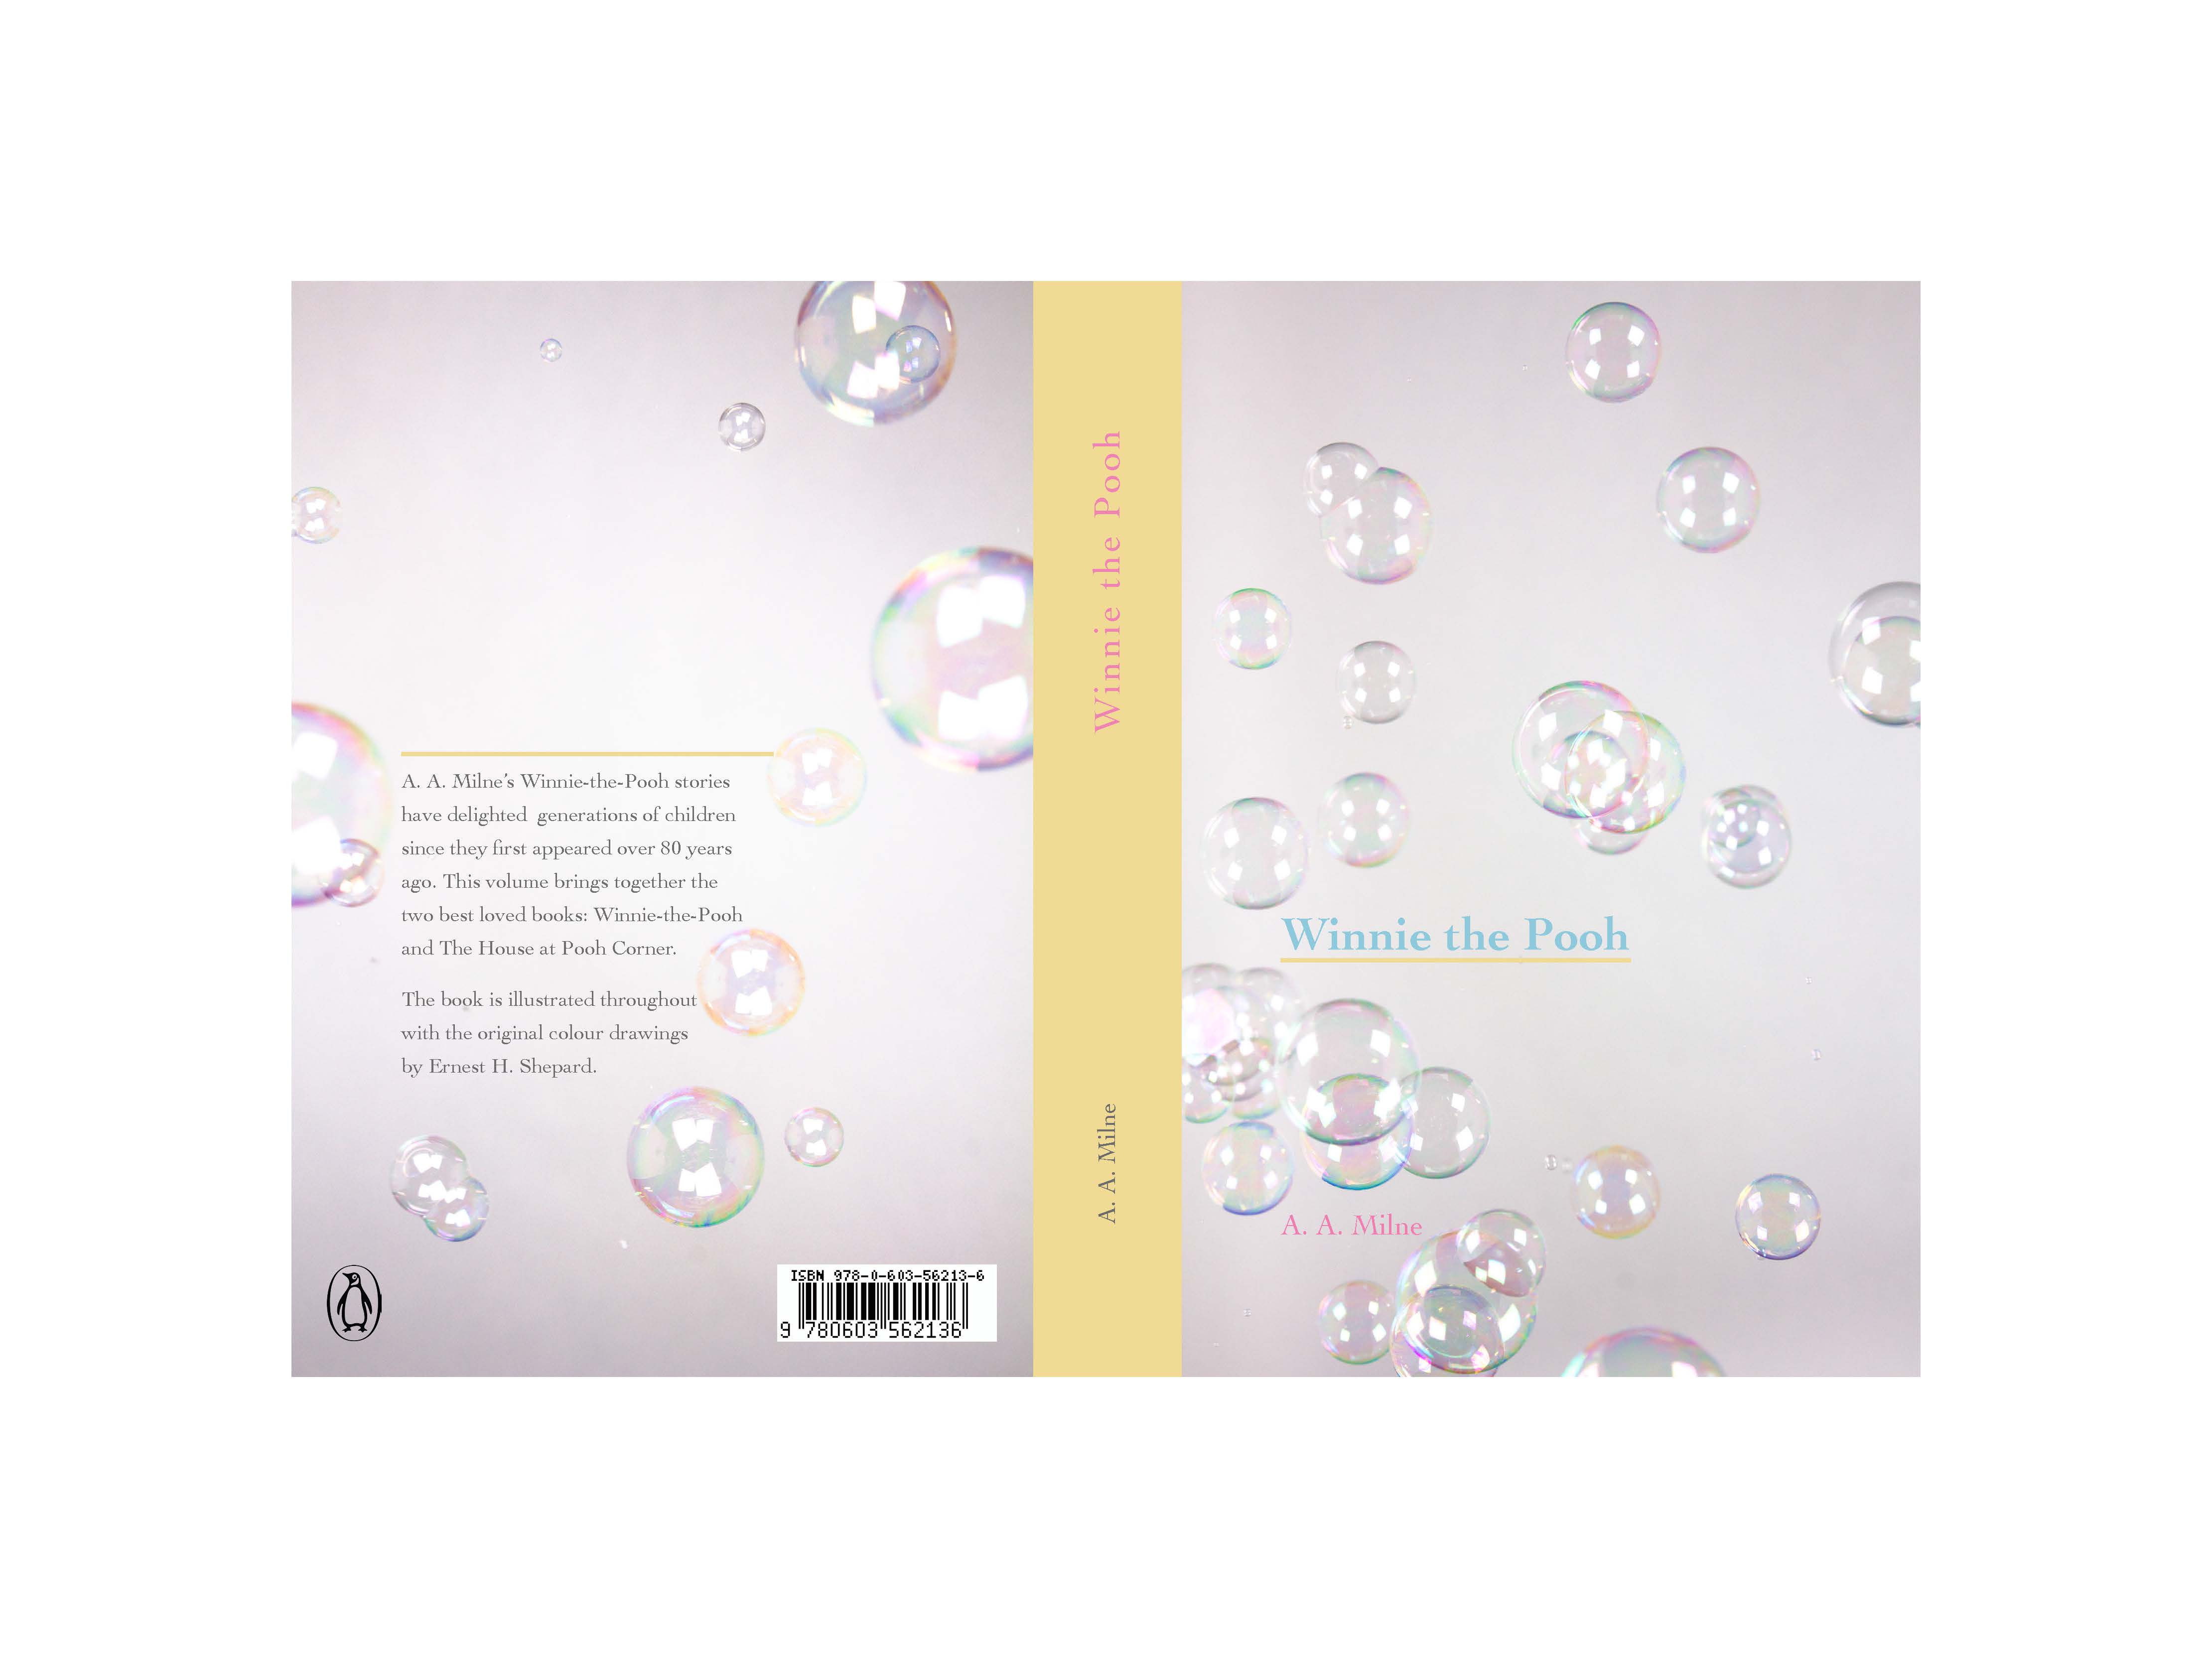 A. A. Milne’s Winnie-the-Pooh stories
have delighted generations of children
since they first appeared over 80 years
ago. This volume brings together the
two best loved books: Winnie-the-Pooh
and The House at Pooh Corner.
The book is illustrated throughout
with the original colour drawings
by Ernest H. Shepard.
ISBN 978-0-603-56213-6
9 780603 562136
Winnie the Pooh
A. A. Milne
Winnie the Pooh
A. A. Milne